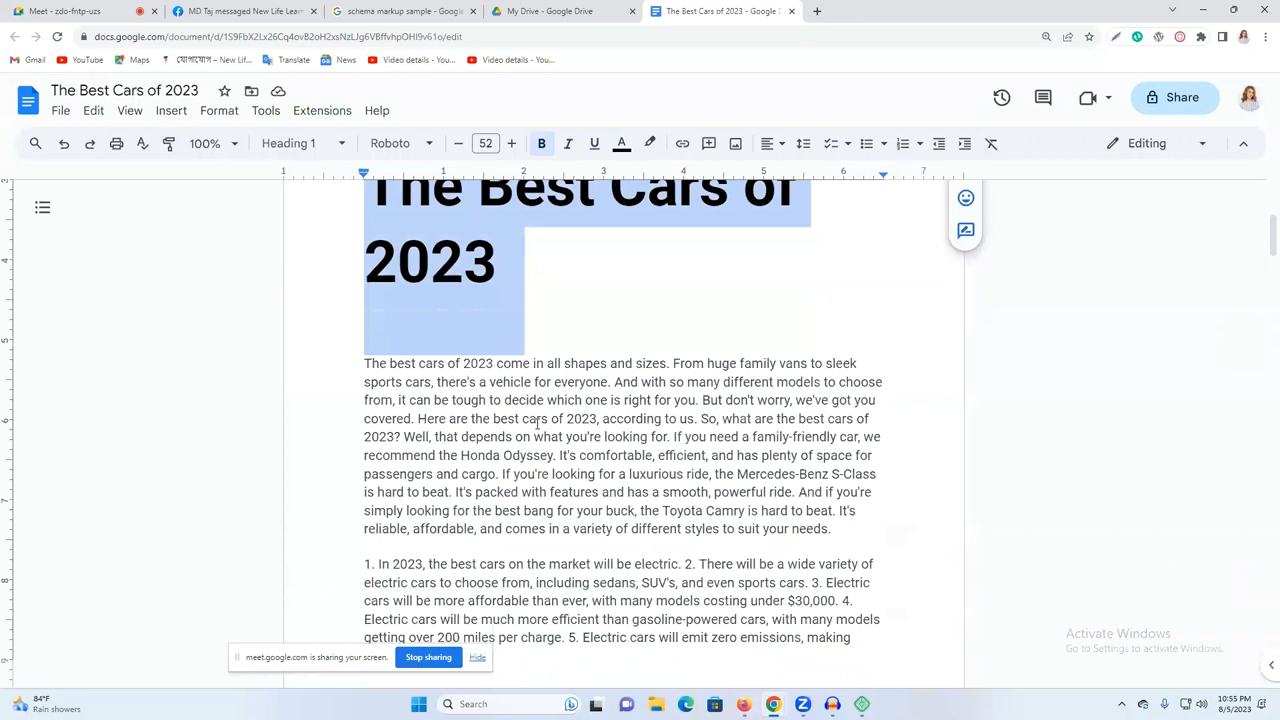 Meet - zdo-fntp-uzs
MD Taj messaged New Life Learn
schema markup sample - Google
My Drive - Google Drive
The Best Cars of 2023 - Google D
docs.google.com/document/d/1S9FbX2Lx26Cq4ovB2oH2xsNzLJg6VBffvhpOHI9v61o/edit
Gmail
YouTube
Maps
যোগাযোগ – New Life...
Translate
News
Video details - You...
Video details - You...
The Best Cars of 2023
File Edit View Insert Format Tools Extensions Help
Share
100%
Heading 1
Roboto
52
Editing
1 1 2 3 4 5 6 7
The Best Cars of
2023
The best cars of 2023 come in all shapes and sizes. From huge family vans to sleek
sports cars, there's a vehicle for everyone. And with so many different models to choose
from, it can be tough to decide which one is right for you. But don't worry, we've got you
covered. Here are the best cars of 2023, according to us. So, what are the best cars of
2023? Well, that depends on what you're looking for. If you need a family-friendly car, we
recommend the Honda Odyssey. It's comfortable, efficient, and has plenty of space for
passengers and cargo. If you're looking for a luxurious ride, the Mercedes-Benz S-Class
is hard to beat. It's packed with features and has a smooth, powerful ride. And if you're
simply looking for the best bang for your buck, the Toyota Camry is hard to beat. It's
reliable, affordable, and comes in a variety of different styles to suit your needs.
1. In 2023, the best cars on the market will be electric. 2. There will be a wide variety of
electric cars to choose from, including sedans, SUV's, and even sports cars. 3. Electric
cars will be more affordable than ever, with many models costing under $30,000. 4.
Electric cars will be much more efficient than gasoline-powered cars, with many models
getting over 200 miles per charge. 5. Electric cars will emit zero emissions, making
meet.google.com is sharing your screen.
Stop sharing
Hide
Activate Windows
Go to Settings to activate Windows.
84°F
Rain showers
Search
10:55 PM
8/5/2023